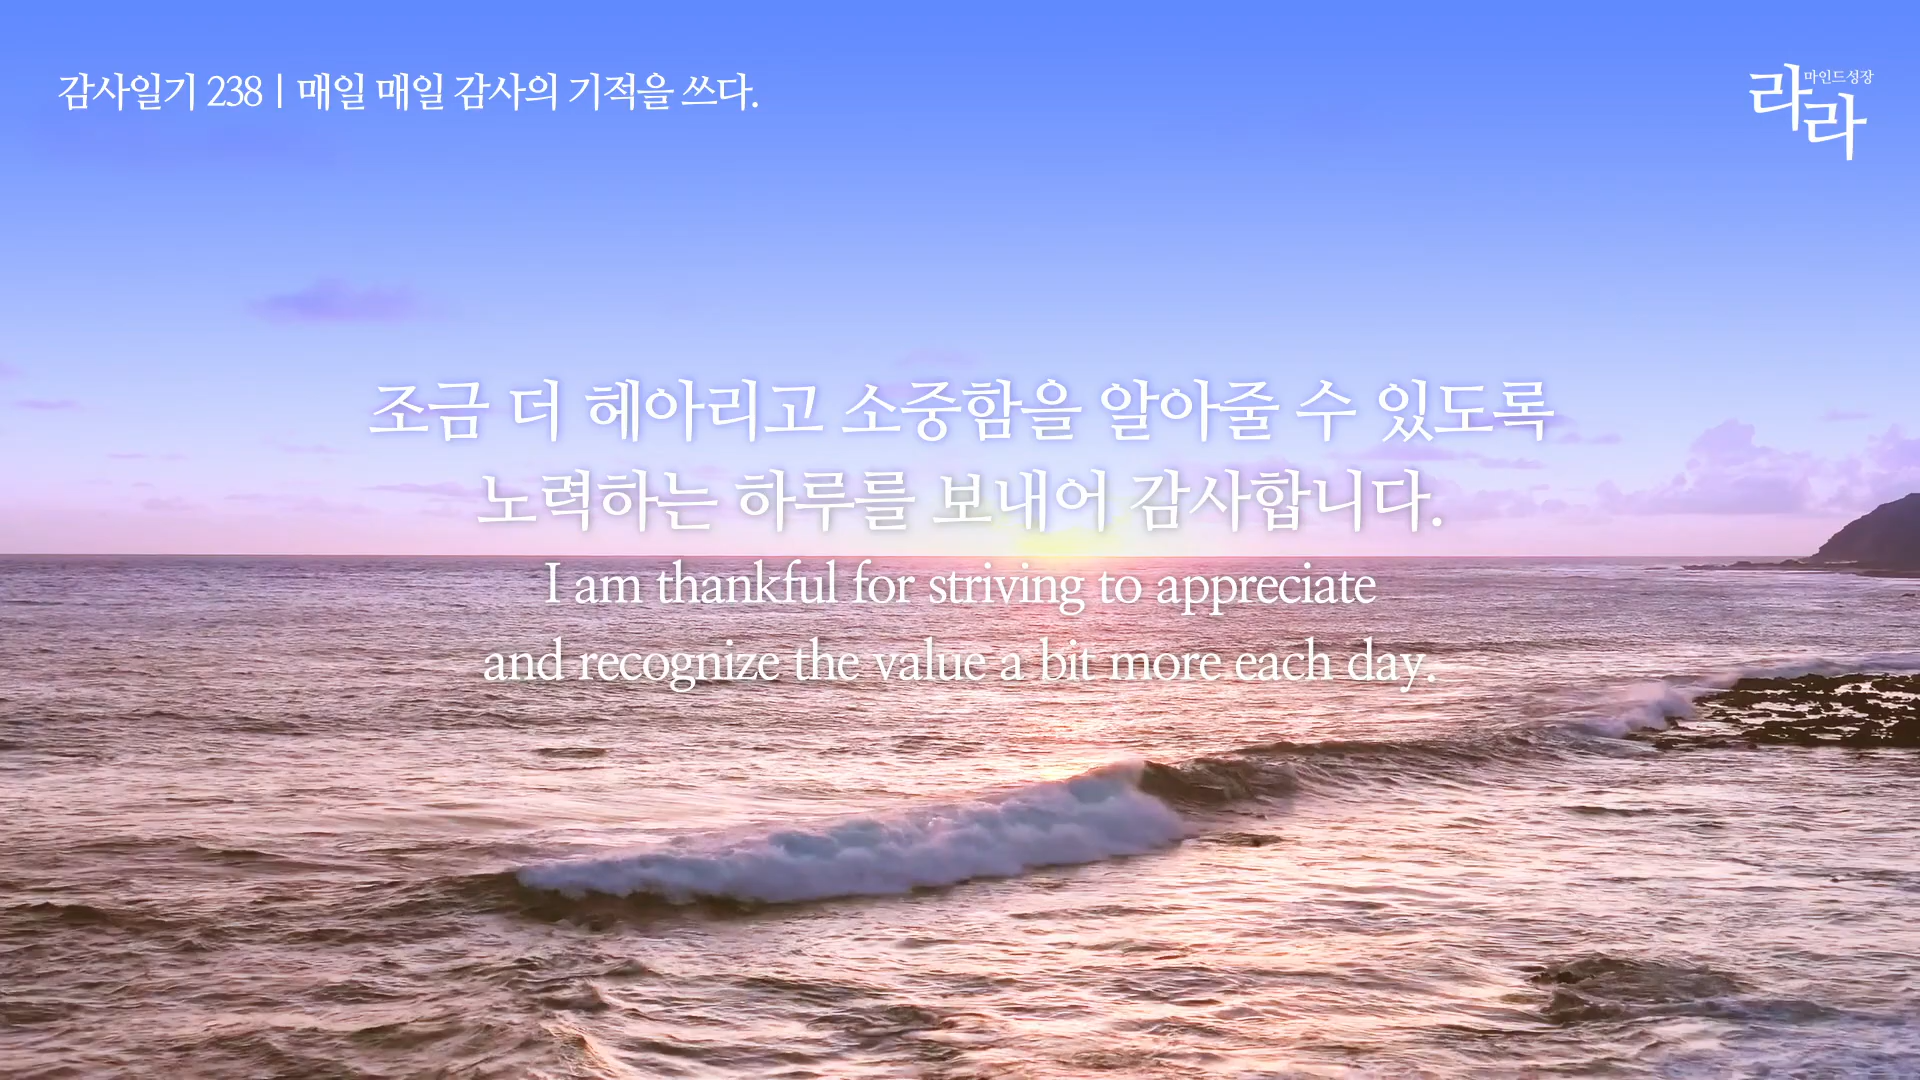 감사일기 238 | 매일 매일 감사의 기적을 쓰다.
마인드성장
라라
조금 더 헤아리고 소중함을 알아줄 수 있도록
노력하는 하루를 보내어 감사합니다.
I am thankful for striving to appreciate
and recognize the value a bit more each day.